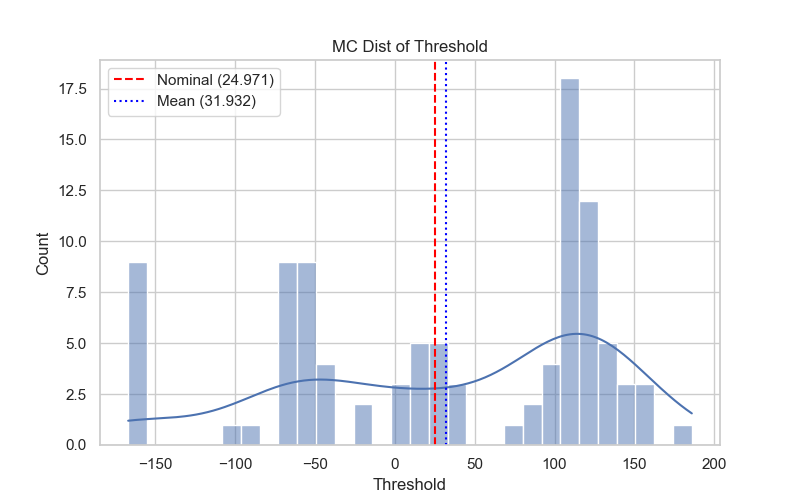 MC Dist of Threshold
Nominal (24.971)
Mean (31.932)
17.5
15.0
12.5
10.0
7.5
5.0
2.5
0.0
Count
−150 −100 −50 0 50 100 150 200
Threshold